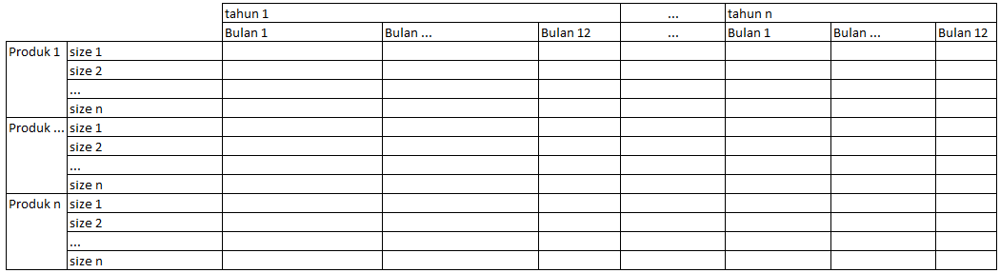 tahun 1 ... tahun n
Bulan 1 Bulan ... Bulan 12 ... Bulan 1 Bulan ... Bulan 12
Produk 1 size 1
size 2
...
size n
Produk ... size 1
size 2
...
size n
Produk n size 1
size 2
...
size n